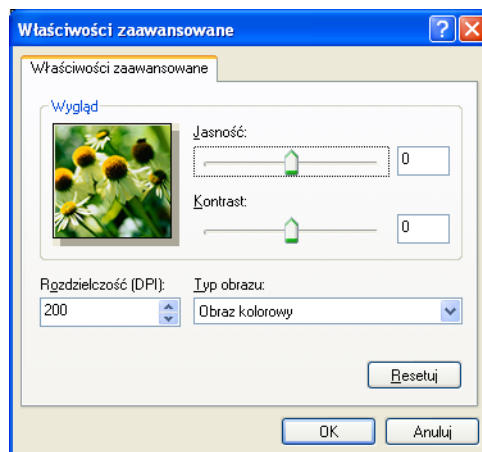 Właściwości zaawansowane
Właściwości zaawansowane
Wygląd
Jasność:
0
Kontrast:
0
Rozdzielczość (DPI):
Typ obrazu:
200
Obraz kolorowy
Resetuj
OK
Anuluj